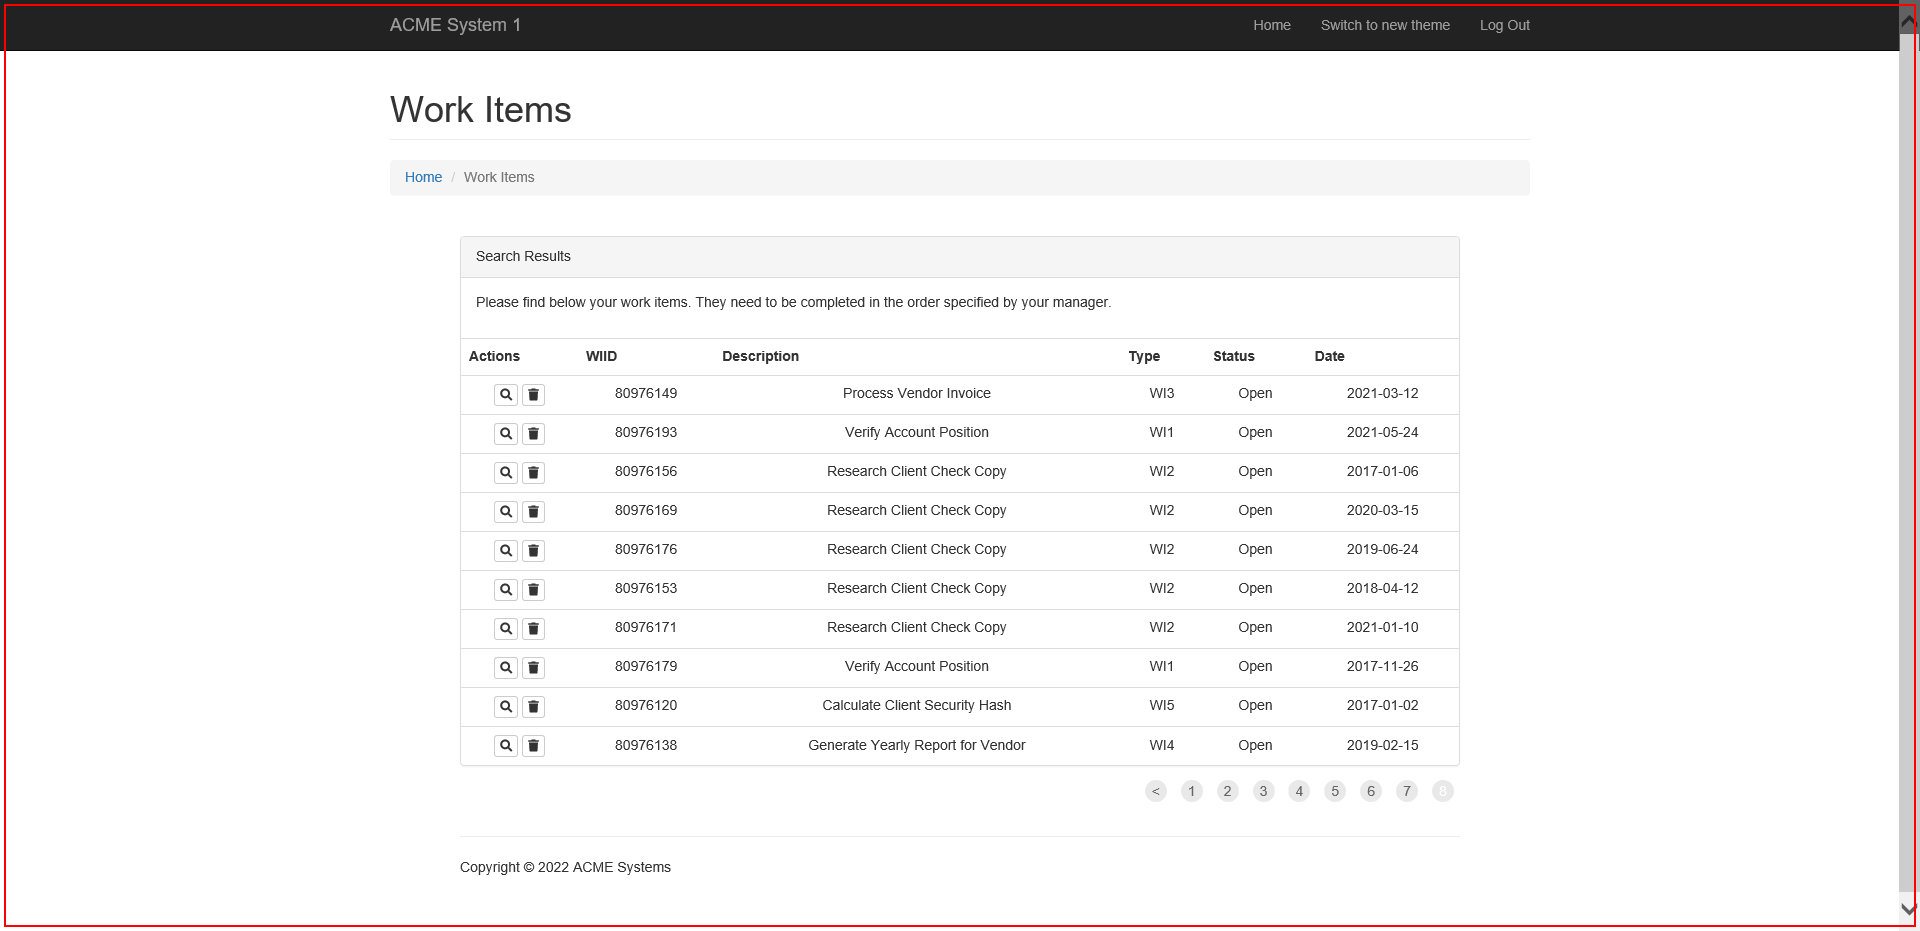 ACME System 1 Home Switch to new theme Log Out
Work Items
Home / Work Items
Search Results
Please find below your work items. They need to be completed in the order specified by your manager.
Actions WIID Description Type Status Date
80976149 Process Vendor Invoice WI3 Open 2021-03-12
80976193 Verify Account Position WI1 Open 2021-05-24
80976156 Research Client Check Copy WI2 Open 2017-01-06
80976169 Research Client Check Copy WI2 Open 2020-03-15
80976176 Research Client Check Copy WI2 Open 2019-06-24
80976153 Research Client Check Copy WI2 Open 2018-04-12
80976171 Research Client Check Copy WI2 Open 2021-01-10
80976179 Verify Account Position WI1 Open 2017-11-26
80976120 Calculate Client Security Hash WI5 Open 2017-01-02
80976138 Generate Yearly Report for Vendor WI4 Open 2019-02-15
< 1 2 3 4 5 6 7 8
Copyright © 2022 ACME Systems